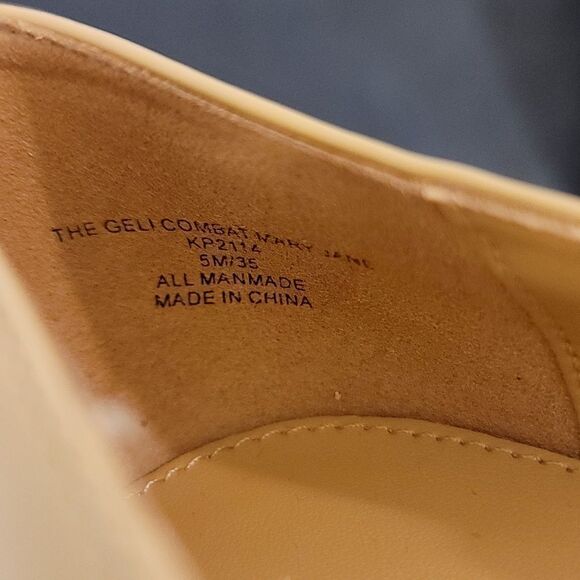 THE GELI COMBAT MARY JANE
KP2114
5M/35
ALL MANMADE
MADE IN CHINA